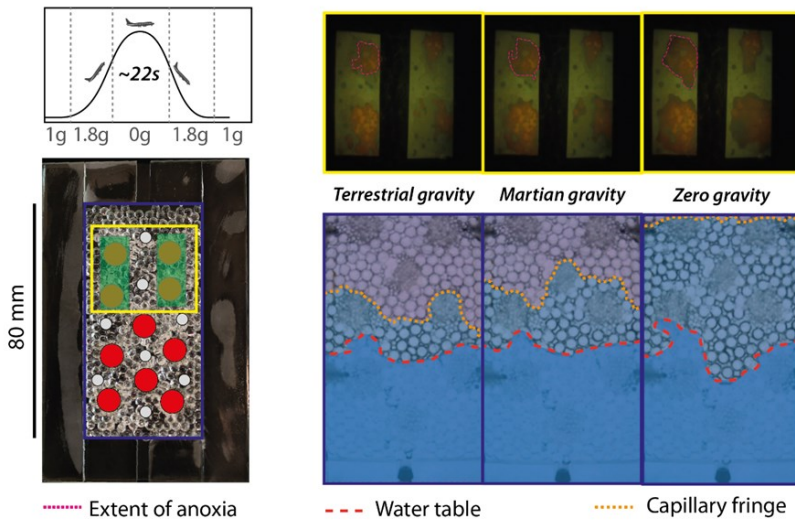 ~22s
1g 1.8g 0g 1.8g 1g
80 mm
Terrestrial gravity Martian gravity Zero gravity
Extent of anoxia Water table Capillary fringe